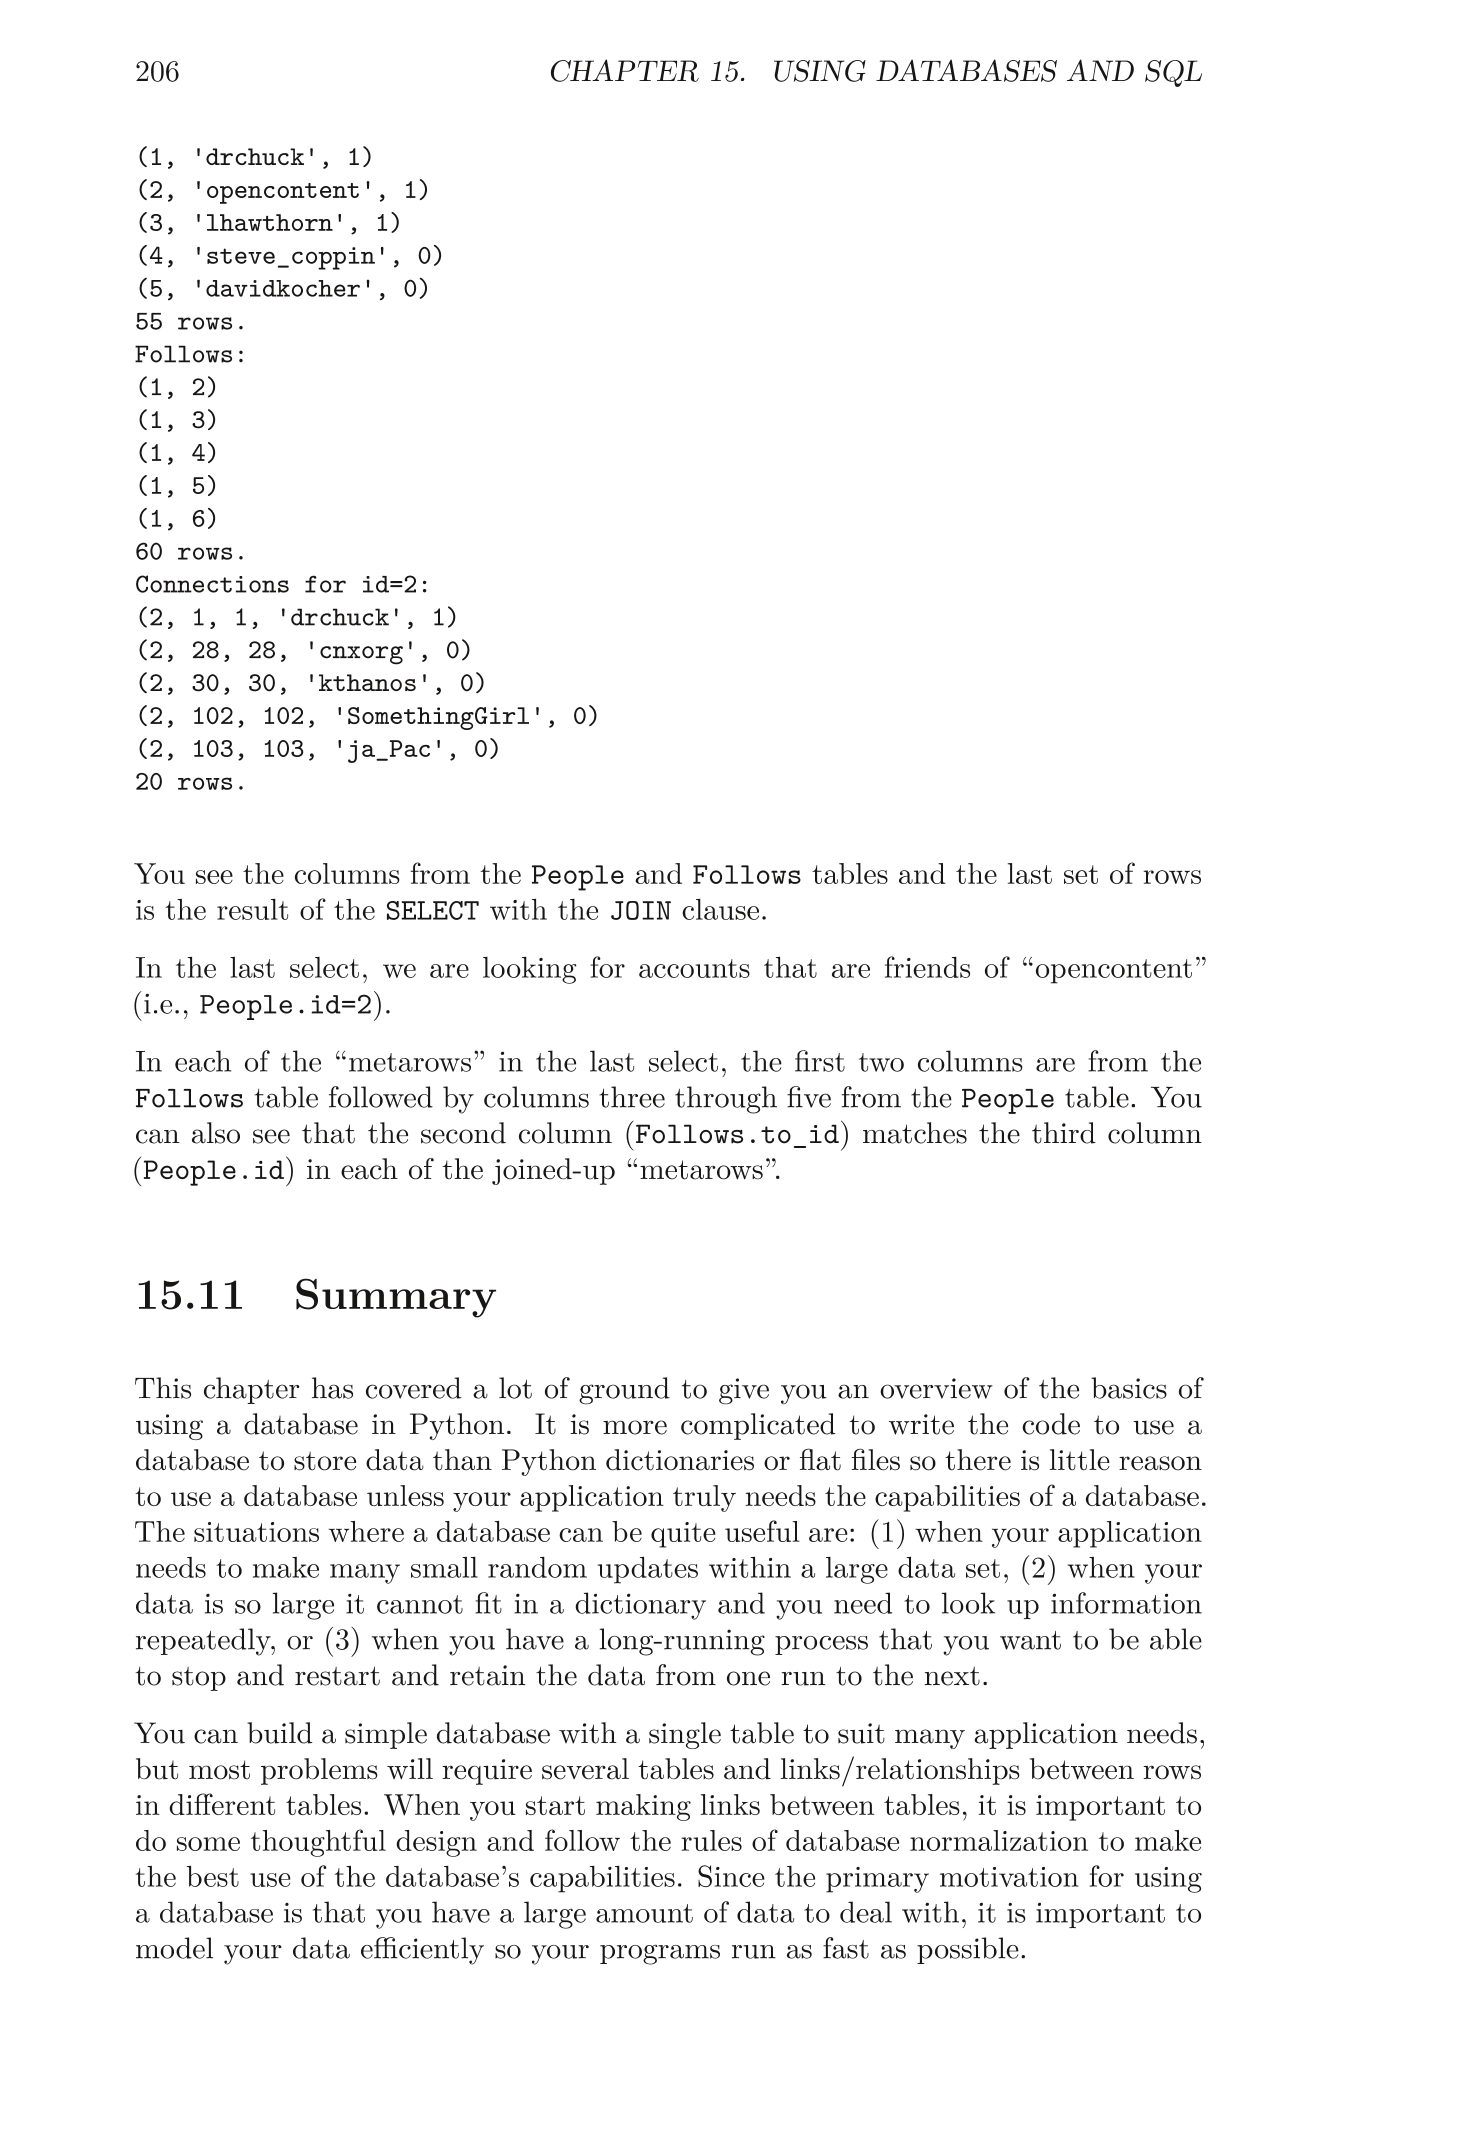 206 CHAPTER 15. USING DATABASES AND SQL
(1, 'drchuck', 1)
(2, 'opencontent', 1)
(3, 'lhawthorn', 1)
(4, 'steve_coppin', 0)
(5, 'davidkocher', 0)
55 rows.
Follows:
(1, 2)
(1, 3)
(1, 4)
(1, 5)
(1, 6)
60 rows.
Connections for id=2:
(2, 1, 1, 'drchuck', 1)
(2, 28, 28, 'cnxorg', 0)
(2, 30, 30, 'kthanos', 0)
(2, 102, 102, 'SomethingGirl', 0)
(2, 103, 103, 'ja_Pac', 0)
20 rows.
You see the columns from the People and Follows tables and the last set of rows
is the result of the SELECT with the JOIN clause.
In the last select, we are looking for accounts that are friends of “opencontent”
(i.e., People.id=2).
In each of the “metarows” in the last select, the first two columns are from the
Follows table followed by columns three through five from the People table. You
can also see that the second column (Follows.to_id) matches the third column
(People.id) in each of the joined-up “metarows”.
15.11 Summary
This chapter has covered a lot of ground to give you an overview of the basics of
using a database in Python. It is more complicated to write the code to use a
database to store data than Python dictionaries or flat files so there is little reason
to use a database unless your application truly needs the capabilities of a database.
The situations where a database can be quite useful are: (1) when your application
needs to make many small random updates within a large data set, (2) when your
data is so large it cannot fit in a dictionary and you need to look up information
repeatedly, or (3) when you have a long-running process that you want to be able
to stop and restart and retain the data from one run to the next.
You can build a simple database with a single table to suit many application needs,
but most problems will require several tables and links/relationships between rows
in different tables. When you start making links between tables, it is important to
do some thoughtful design and follow the rules of database normalization to make
the best use of the database’s capabilities. Since the primary motivation for using
a database is that you have a large amount of data to deal with, it is important to
model your data efficiently so your programs run as fast as possible.